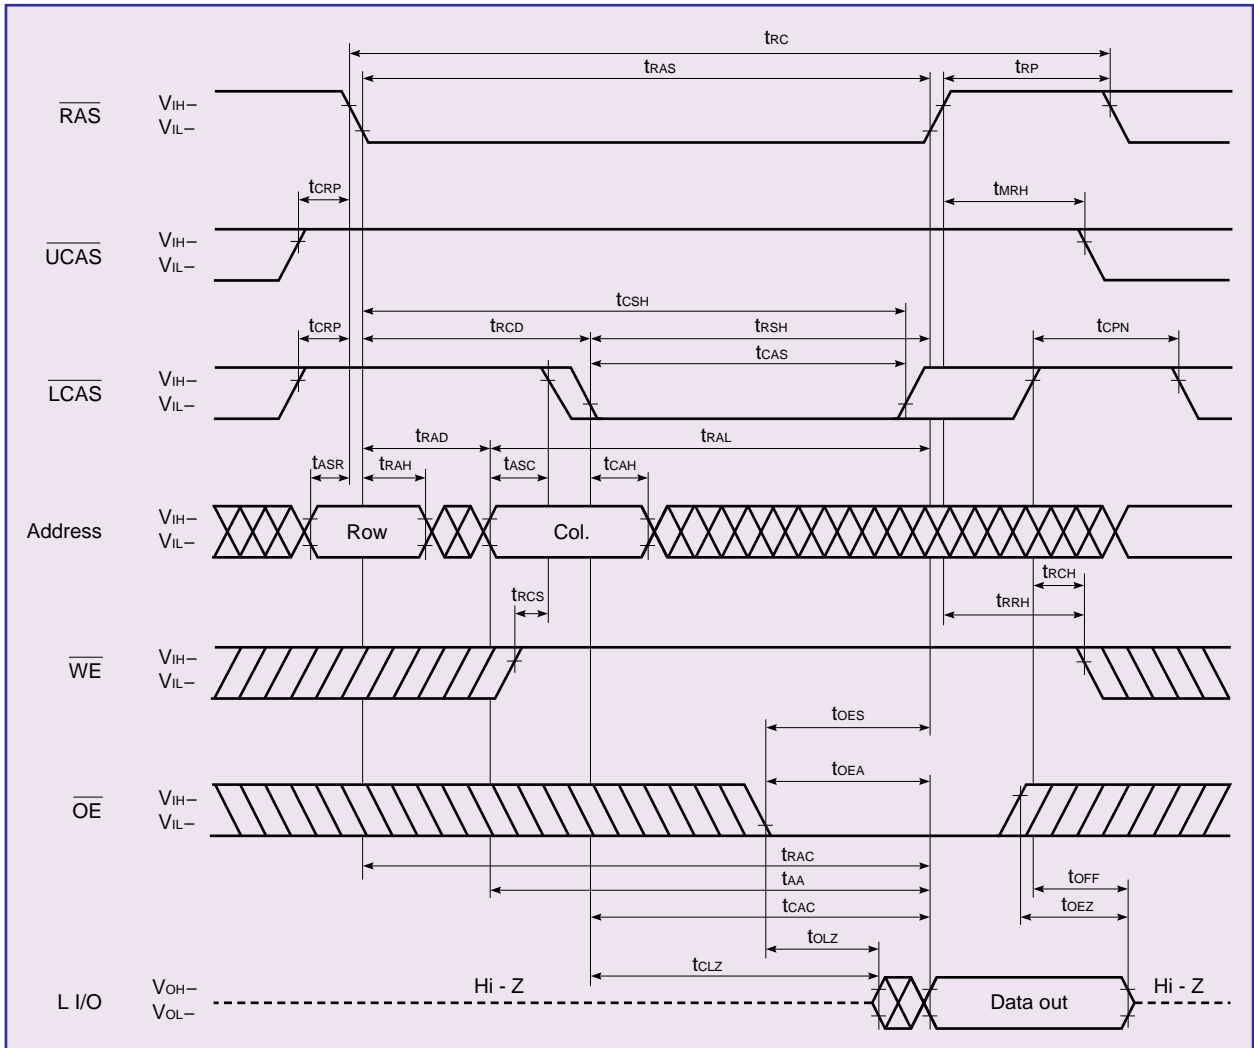 tRC
tRAS tRP
RAS VIH–
VIL–
tCRP tMRH
UCAS VIH–
VIL–
tCSH
tCRP tRCD tRSH tCPN
tCAS
LCAS VIH–
VIL–
tRAD tRAL
tASR tRAH tASC tCAH
Address VIH– Row Col.
VIL–
tRCH
tRCS tRRH
WE VIH–
VIL–
tOES
tOEA
OE VIH–
VIL–
tRAC
tAA tOFF
tCAC tOEZ
tOLZ
tCLZ
Hi - Z Hi - Z
L I/O VOH– Data out
VOL–